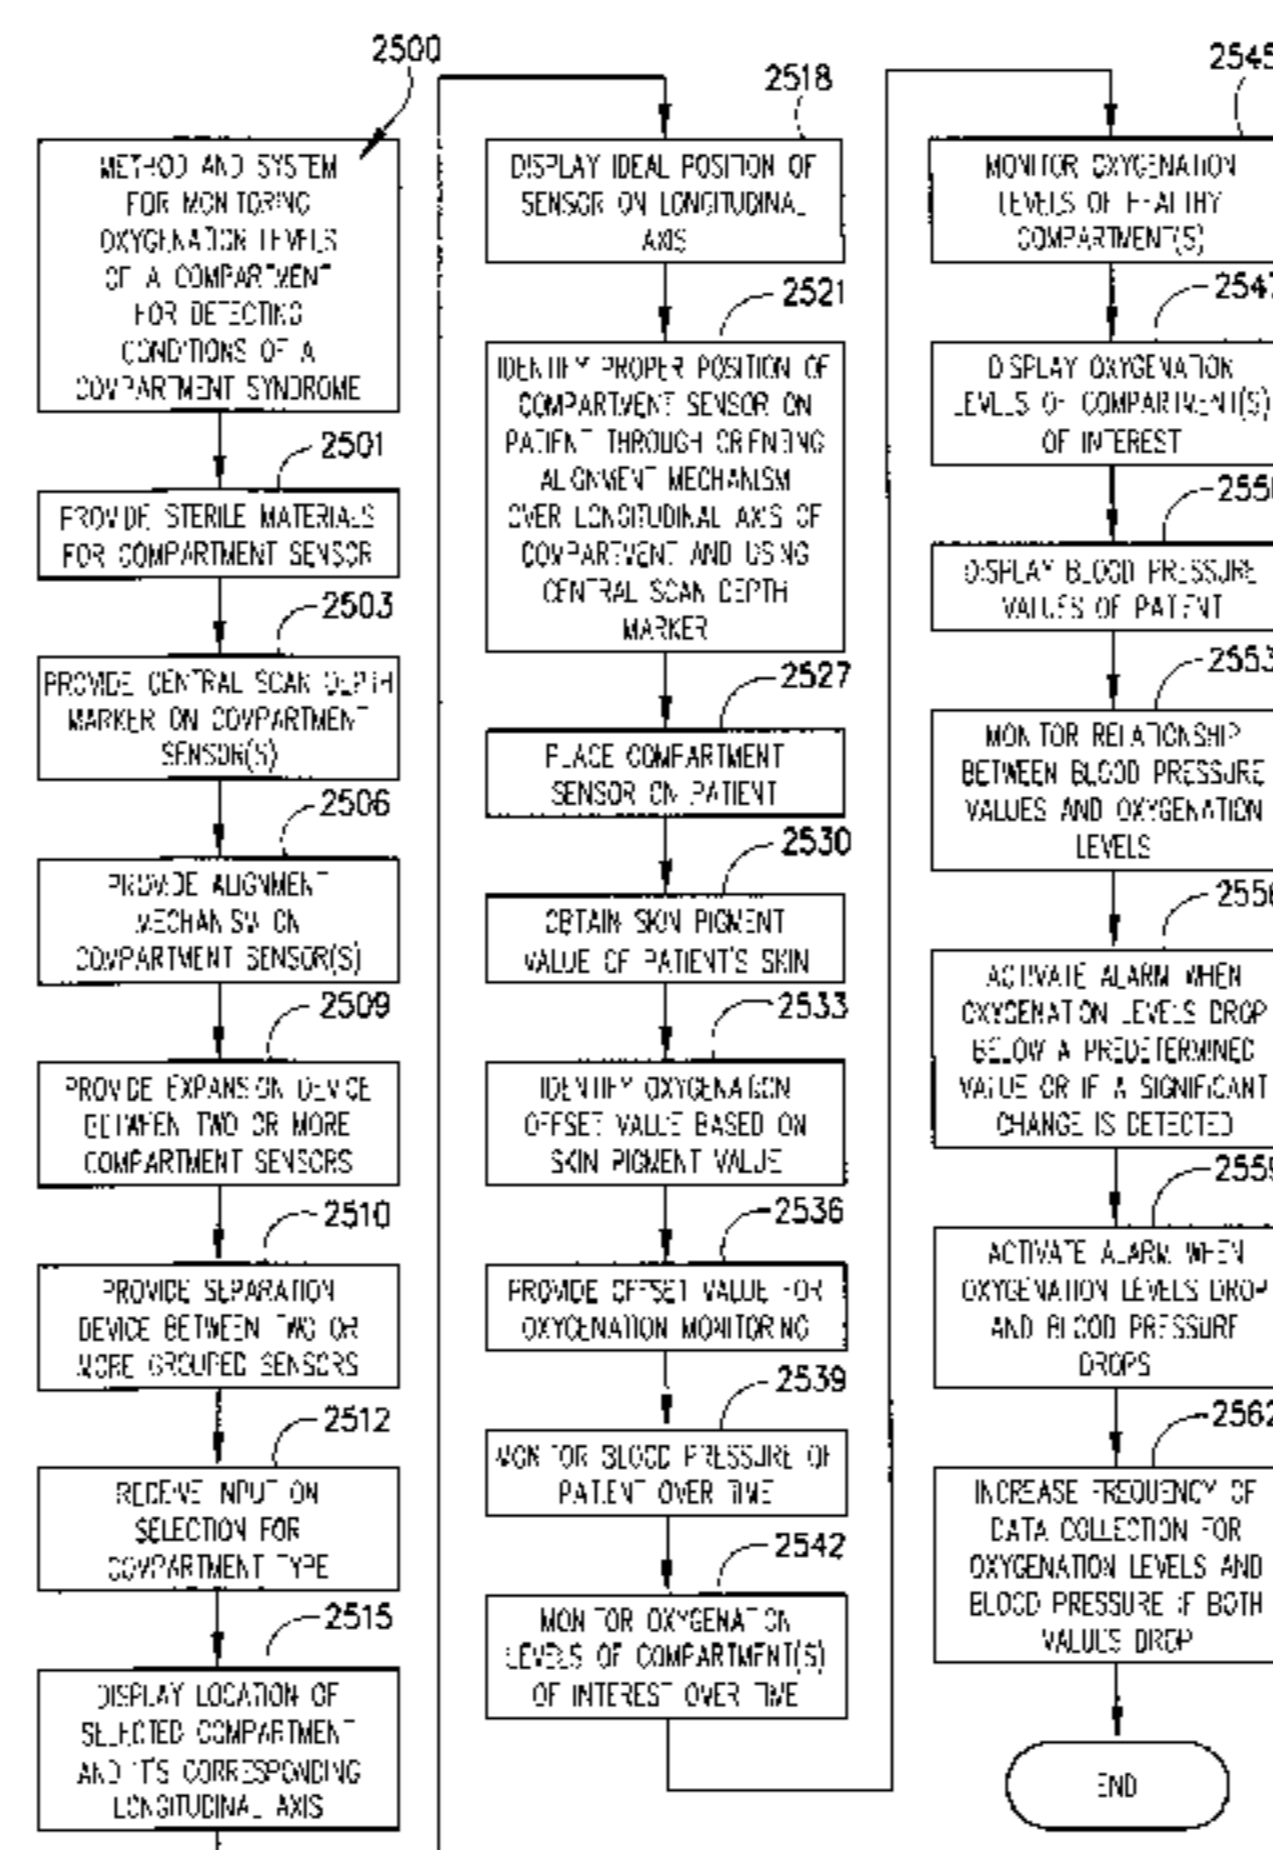 2500
METHOD AND SYSTEM
FOR MONITORING
OXYGENATION LEVELS
OF A COMPARTMENT
FOR DETECTING
CONDITIONS OF A
COMPARTMENT SYNDROME
2501
PROVIDE STERILE MATERIALS
FOR COMPARTMENT SENSOR
2503
PROVIDE CENTRAL SCAN DEPTH
MARKER ON COMPARTMENT
SENSOR(S)
2506
PROVIDE ALIGNMENT
MECHANISM ON
COMPARTMENT SENSOR(S)
2509
PROVIDE EXPANSION DEVICE
BETWEEN TWO OR MORE
COMPARTMENT SENSORS
2510
PROVIDE SEPARATION
DEVICE BETWEEN TWO OR
MORE GROUPED SENSORS
2512
RECEIVE INPUT ON
SELECTION FOR
COMPARTMENT TYPE
2515
DISPLAY LOCATION OF
SELECTED COMPARTMENT
AND IT'S CORRESPONDING
LONGITUDINAL AXIS
2518
DISPLAY IDEAL POSITION OF
SENSOR ON LONGITUDINAL
AXIS
2521
IDENTIFY PROPER POSITION OF
COMPARTMENT SENSOR ON
PATIENT THROUGH ORIENTING
ALIGNMENT MECHANISM
OVER LONGITUDINAL AXIS OF
COMPARTMENT AND USING
CENTRAL SCAN DEPTH
MARKER
2527
PLACE COMPARTMENT
SENSOR ON PATIENT
2530
OBTAIN SKIN PIGMENT
VALUE OF PATIENT'S SKIN
2533
IDENTIFY OXYGENATION
OFFSET VALUE BASED ON
SKIN PIGMENT VALUE
2536
PROVIDE OFFSET VALUE FOR
OXYGENATION MONITORING
2539
MONITOR BLOOD PRESSURE OF
PATIENT OVER TIME
2542
MONITOR OXYGENATION
LEVELS OF COMPARTMENT(S)
OF INTEREST OVER TIME
2545
MONITOR OXYGENATION
LEVELS OF HEALTHY
COMPARTMENT(S)
2547
DISPLAY OXYGENATION
LEVELS OF COMPARTMENT(S)
OF INTEREST
DISPLAY BLOOD PRESSURE
VALUES OF PATIENT
2553
MONITOR RELATIONSHIP
BETWEEN BLOOD PRESSURE
VALUES AND OXYGENATION
LEVELS
2556
ACTIVATE ALARM WHEN
OXYGENATION LEVELS DROP
BELOW A PREDETERMINED
VALUE OR IF A SIGNIFICANT
CHANGE IS DETECTED
2559
ACTIVATE ALARM WHEN
OXYGENATION LEVELS DROP
AND BLOOD PRESSURE
DROPS
2562
INCREASE FREQUENCY OF
DATA COLLECTION FOR
OXYGENATION LEVELS AND
BLOOD PRESSURE IF BOTH
VALUES DROP
END